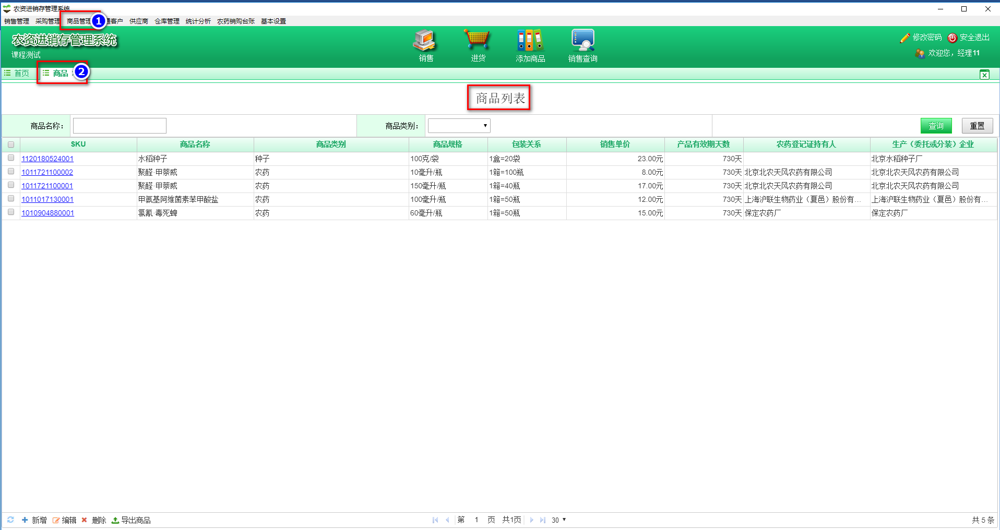 农资进销存管理系统
销售管理 采购管理 商品管理 1 通客户 供应商 仓库管理 统计分析 农药销购台账 基本设置
农资进销存管理系统
课程测试
销售 进货 添加商品 销售查询
修改密码 安全退出
欢迎您，经理11
首页 商品 2
商品列表
商品名称： 商品类别： 查询 重置
SKU 商品名称 商品类别 商品规格 包装关系 销售单价 产品有效期天数 农药登记证持有人 生产（委托或分装）企业
1120180524001 水稻种子 种子 100克/袋 1盒=20袋 23.00元 730天 北京水稻种子厂
1011721100002 聚醛·甲萘威 农药 10毫升/瓶 1箱=100瓶 8.00元 730天 北京北农天风农药有限公司 北京北农天风农药有限公司
1011721100001 聚醛·甲萘威 农药 150毫升/瓶 1箱=40瓶 17.00元 730天 北京北农天风农药有限公司 北京北农天风农药有限公司
1011017130001 甲氨基阿维菌素苯甲酸盐 农药 100毫升/瓶 1箱=50瓶 12.00元 730天 上海沪联生物药业（夏邑）股份有... 上海沪联生物药业（夏邑）股份有...
1010904880001 氯氰·毒死蜱 农药 60毫升/瓶 1箱=50瓶 15.00元 730天 保定农药厂 保定农药厂
新增 编辑 删除 导出商品 第 1 页 共1页 30 共 5 条